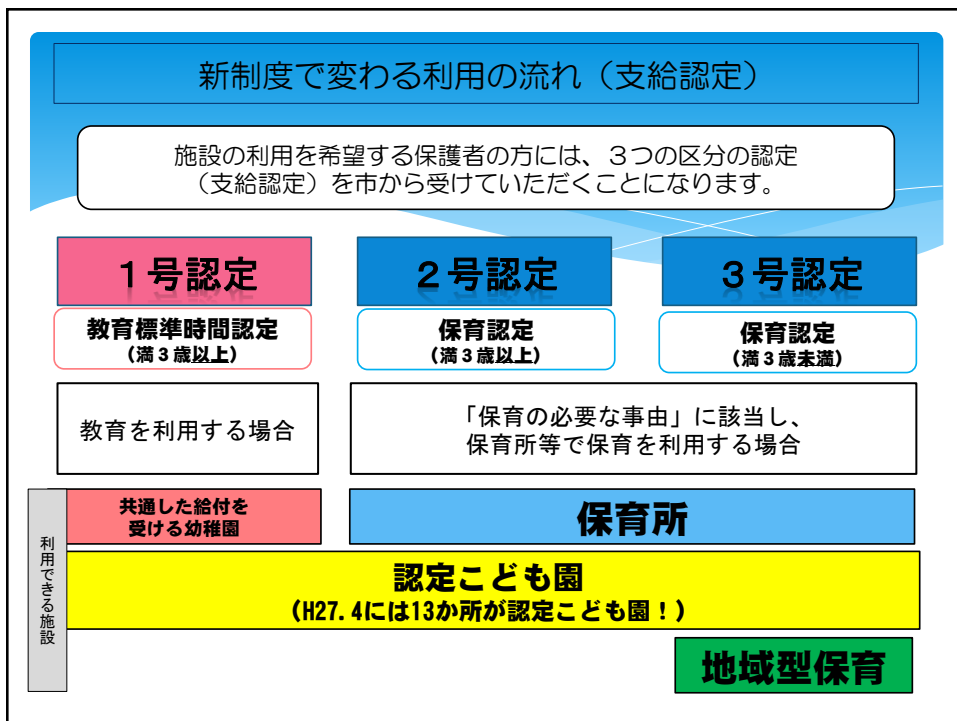 新制度で変わる利用の流れ（支給認定）
施設の利用を希望する保護者の方には、３つの区分の認定
（支給認定）を市から受けていただくことになります。
１号認定
２号認定
３号認定
教育標準時間認定
（満３歳以上）
保育認定
（満３歳以上）
保育認定
（満３歳未満）
教育を利用する場合
「保育の必要な事由」に該当し、
保育所等で保育を利用する場合
利用できる施設
共通した給付を
受ける幼稚園
保育所
認定こども園
（H27.4には13か所が認定こども園！）
地域型保育